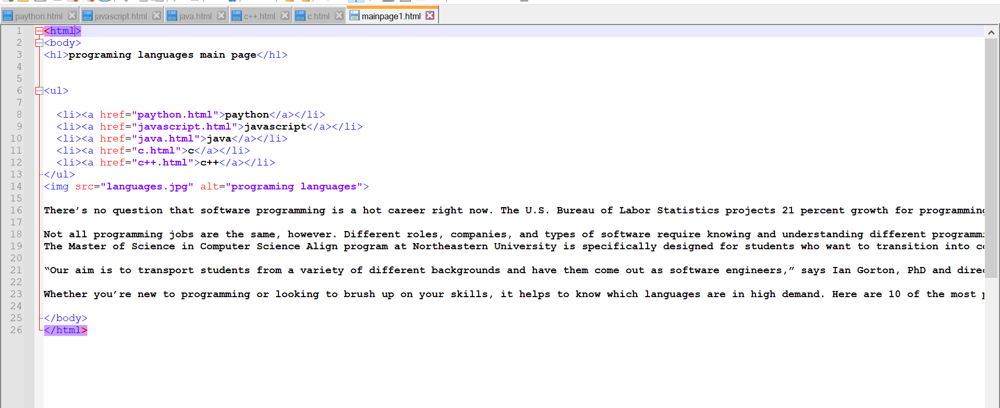 paython.html javascript.html java.html c++.html c.html mainpage1.html
1 <html>
2 <body>
3 <h1>programing languages main page</h1>
4
5
6 <ul>
7
8 <li><a href="paython.html">paython</a></li>
9 <li><a href="javascript.html">javascript</a></li>
10 <li><a href="java.html">java</a></li>
11 <li><a href="c.html">c</a></li>
12 <li><a href="c++.html">c++</a></li>
13 </ul>
14 <img src="languages.jpg" alt="programing languages">
15
16 There’s no question that software programming is a hot career right now. The U.S. Bureau of Labor Statistics projects 21 percent growth for programming
17
18 Not all programming jobs are the same, however. Different roles, companies, and types of software require knowing and understanding different programmi
19 The Master of Science in Computer Science Align program at Northeastern University is specifically designed for students who want to transition into co
20
21 “Our aim is to transport students from a variety of different backgrounds and have them come out as software engineers,” says Ian Gorton, PhD and direc
22
23 Whether you’re new to programming or looking to brush up on your skills, it helps to know which languages are in high demand. Here are 10 of the most p
24
25 </body>
26 </html>